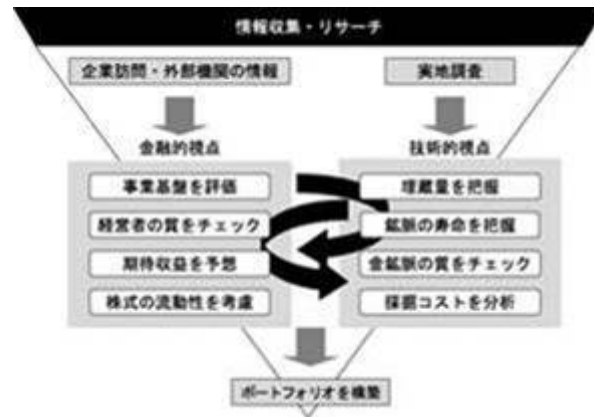 情報収集・リサーチ
企業訪問・外部機関の情報
実地調査
金融的視点
技術的視点
事業基盤を評価
経営者の質をチェック
期待収益を予想
株式の流動性を考慮
埋蔵量を把握
鉱脈の寿命を把握
金鉱脈の質をチェック
採掘コストを分析
ポートフォリオを構築